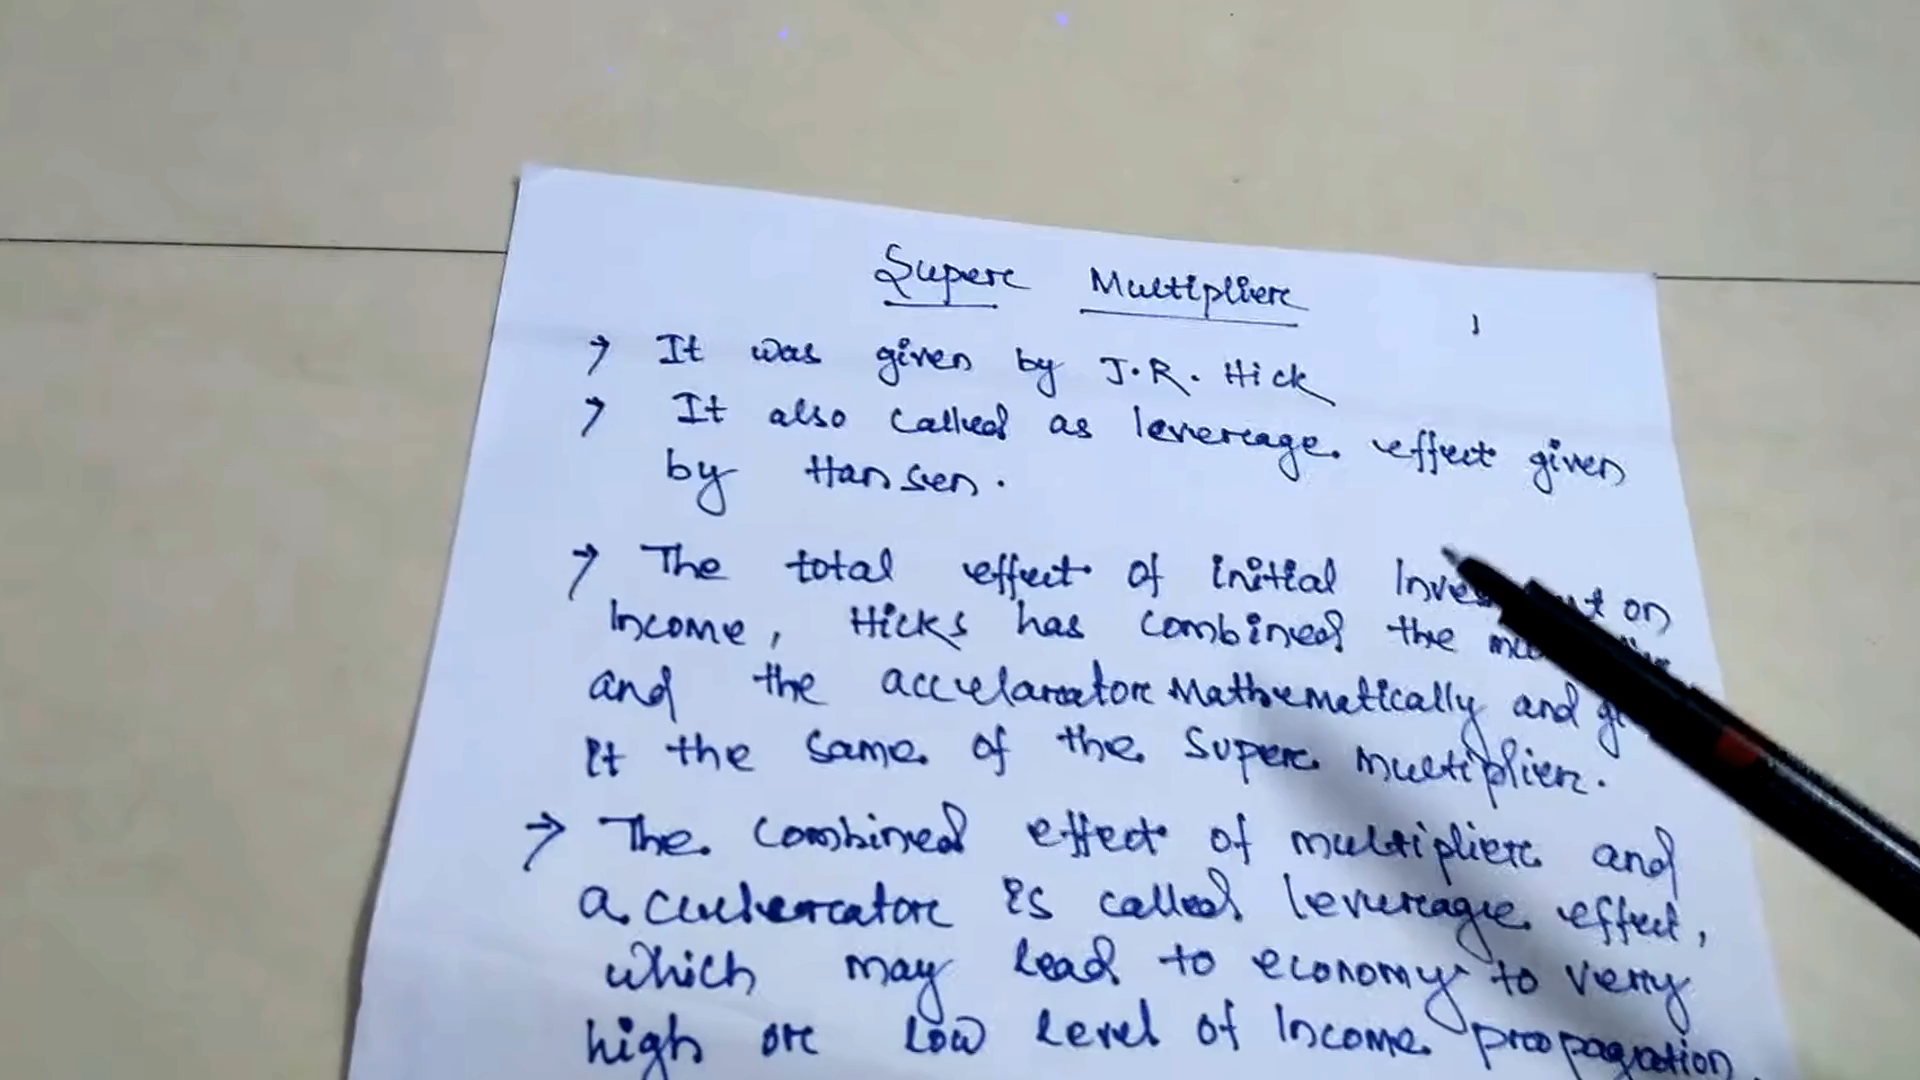 Super Multiplier
1
→ It was given by J.R. Hick
→ It also called as leverage effect given
by Hansen.
→ The total effect of initial on
Income, Hicks has combined the
and the accelarator Mathematically and
it the same of the Super multiplier.
→ The combined effect of multiplier and
is called leverage effect,
which may lead to economy to very
high or low level of Income propagation